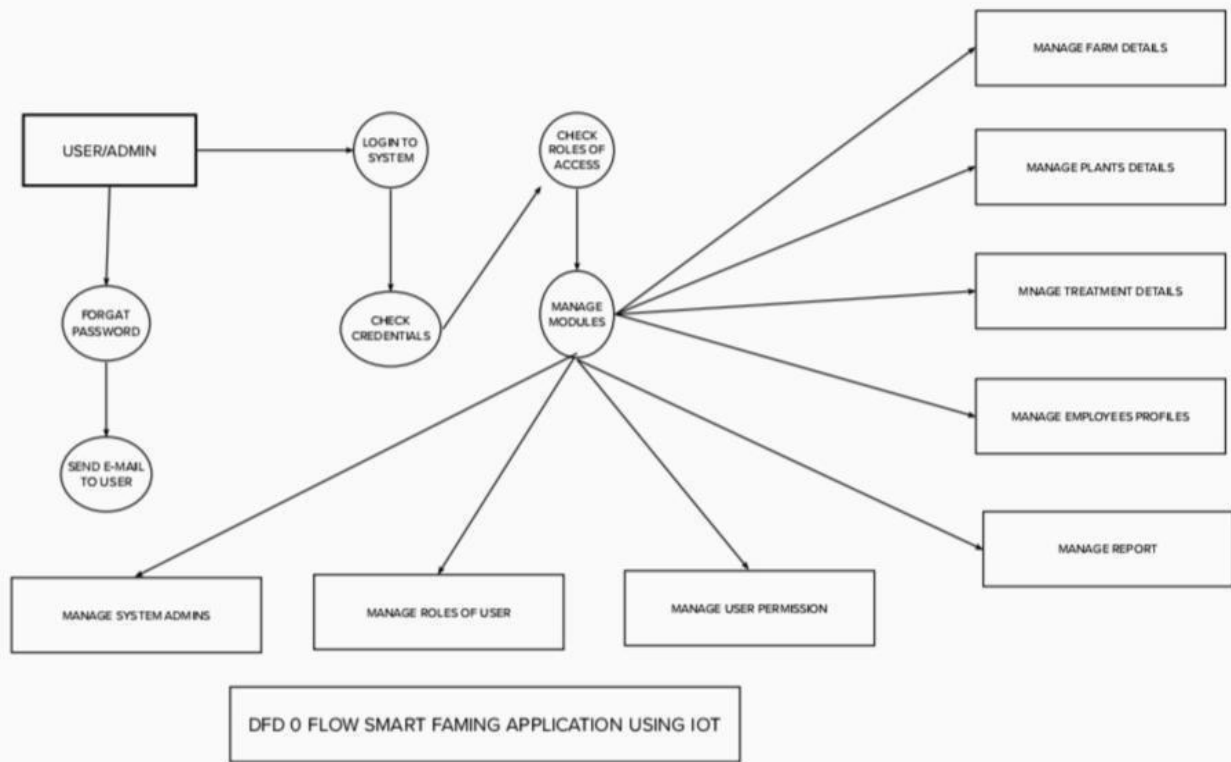 MANAGE FARM DETAILS
USER/ADMIN
LOGIN TO
SYSTEM
CHECK
ROLES OF
ACCESS
MANAGE PLANTS DETAILS
FORGAT
PASSWORD
CHECK
CREDENTIALS
MANAGE
MODULES
MNAGE TREATMENT DETAILS
MANAGE EMPLOYEES PROFILES
SEND E-MAIL
TO USER
MANAGE REPORT
MANAGE SYSTEM ADMINS
MANAGE ROLES OF USER
MANAGE USER PERMISSION
DFD 0 FLOW SMART FAMING APPLICATION USING IOT